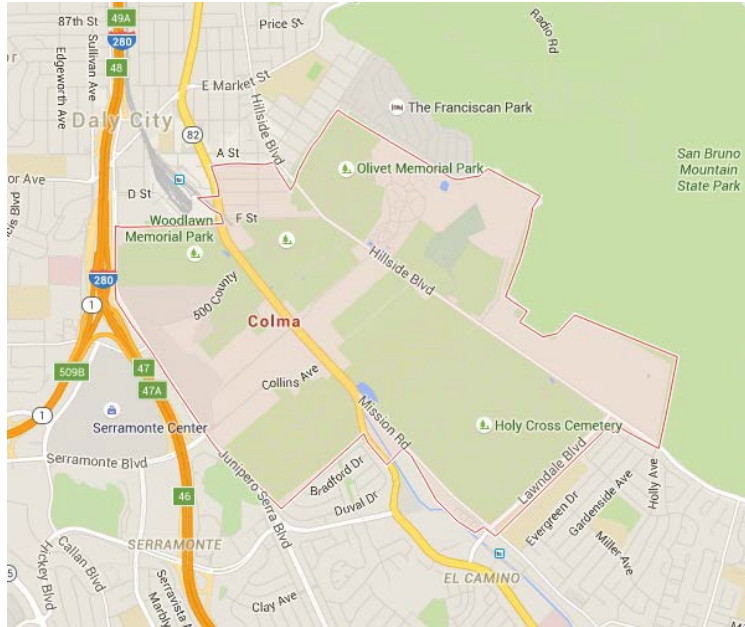 87th St
49A
Price St
Radio Rd
280
Sullivan Ave
Edgeworth Ave
48
E Market St
Hillside Blvd
The Franciscan Park
Daly City
82
A St
Olivet Memorial Park
San Bruno
Mountain
State Park
D St
F St
Woodlawn
Memorial Park
Hillside Blvd
280
500 County
1
Colma
47
509B
47A
Collins Ave
1
Serramonte Center
Mission Rd
Holy Cross Cemetery
Serramonte Blvd
Junipero Serra Blvd
Lawndale Blvd
46
Bradford Dr
Holly Ave
Gardenside Ave
Duval Dr
Evergreen Dr
Miller Ave
SERRAMONTE
Callan Blvd
Hickey Blvd
EL CAMINO
Clay Ave